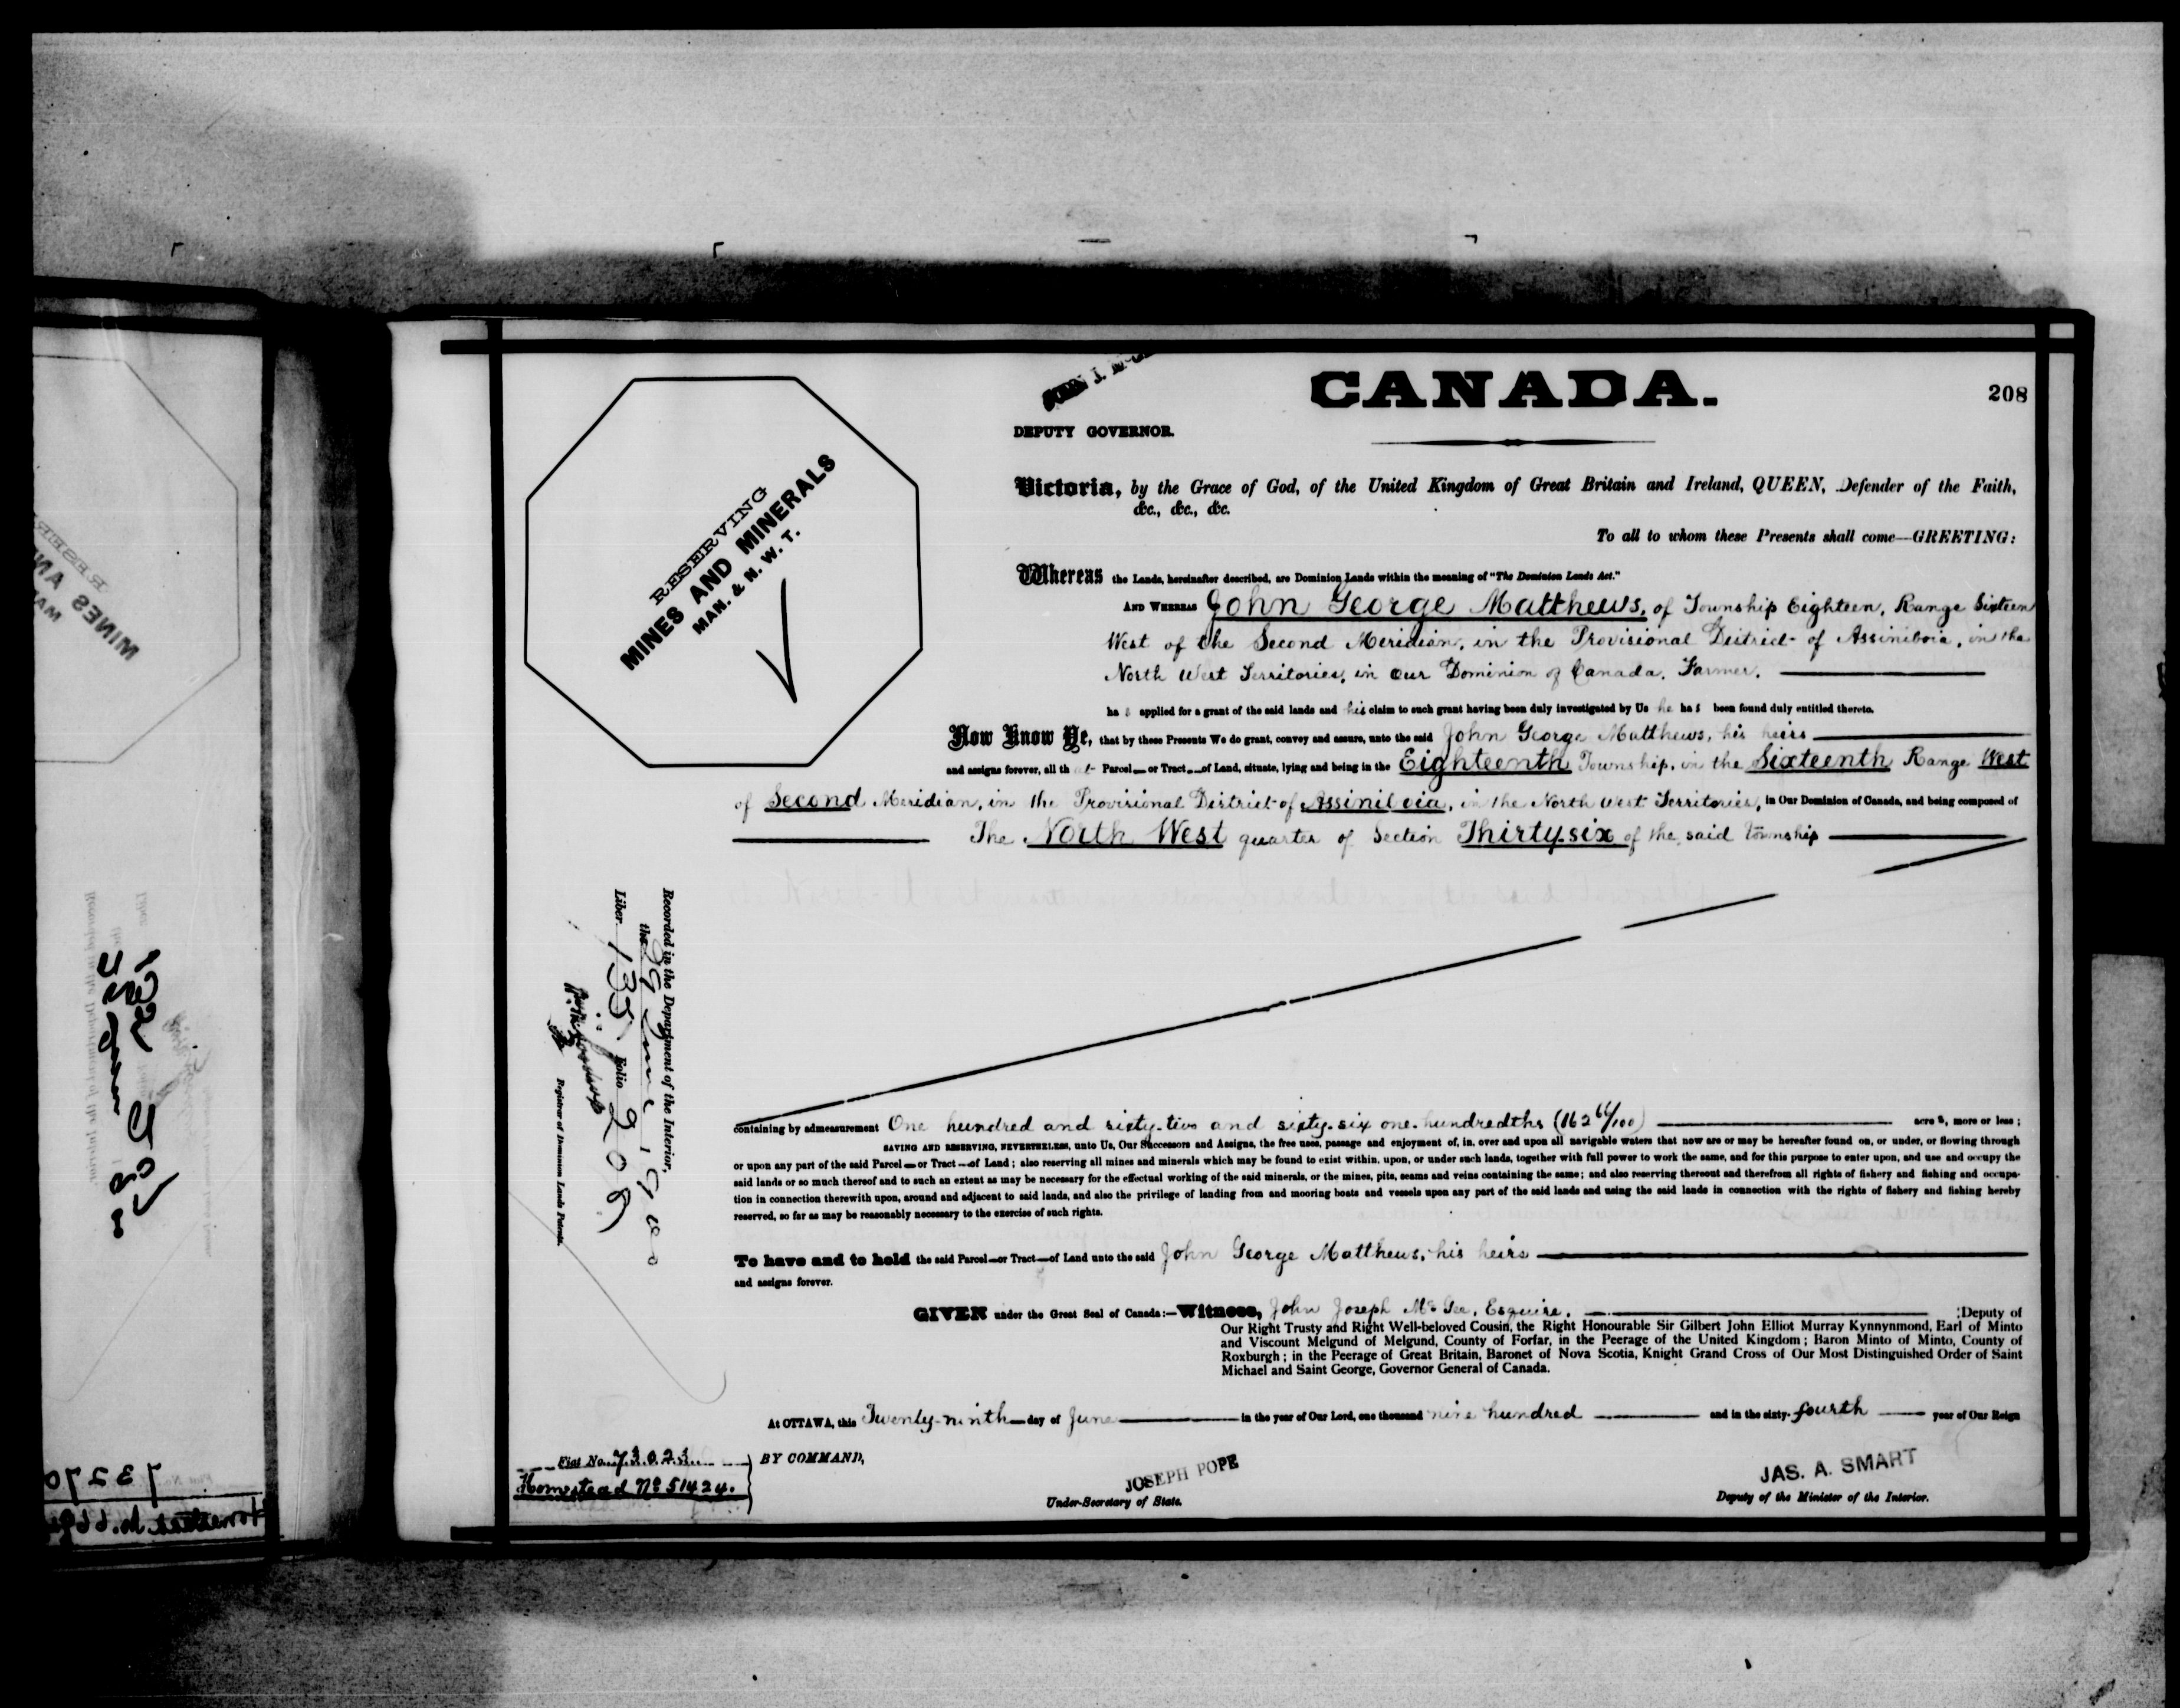 JOHN J. McGEE
CANADA.
208
DEPUTY GOVERNOR.
RESERVING
MINES AND MINERALS
MAN. & N. W. T.
Victoria, by the Grace of God, of the United Kingdom of Great Britain and Ireland, QUEEN, Defender of the Faith,
&c., &c., &c.
To all to whom these Presents shall come—GREETING:
Whereas the Lands, hereinafter described, are Dominion Lands within the meaning of "The Dominion Lands Act."
AND WHEREAS John George Matthews, of Township Eighteen, Range Sixteen
West of the Second Meridian, in the Provisional District of Assiniboia, in the
North West Territories, in Our Dominion of Canada, Farmer.
ha s applied for a grant of the said lands and his claim to such grant having been duly investigated by Us he ha s been found duly entitled thereto.
Now Know Ye, that by these Presents We do grant, convey and assure, unto the said John George Matthews, his heirs
and assigns forever, all th at Parcel — or Tract — of Land, situate, lying and being in the Eighteenth Township, in the Sixteenth Range West
of Second Meridian, in the Provisional District of Assiniboia, in the North West Territories, in Our Dominion of Canada, and being composed of
The North West quarter of Section Thirty-six of the said township
Recorded in the Department of the Interior,
the 29 June 1900
Liber 135 Folio 208
Registrar of Dominion Lands Patents.
containing by admeasurement One hundred and sixty-two and sixty-six one-hundredths (162 66/100) acre s, more or less;
SAVING AND RESERVING, NEVERTHELESS, unto Us, Our Successors and Assigns, the free uses, passage and enjoyment of, in, over and upon all navigable waters that now are or may be hereafter found on, or under, or flowing through
or upon any part of the said Parcel — or Tract — of Land; also reserving all mines and minerals which may be found to exist within, upon, or under such lands, together with full power to work the same, and for this purpose to enter upon, and use and occupy the
said lands or so much thereof and to such an extent as may be necessary for the effectual working of the said minerals, or the mines, pits, seams and veins containing the same; and also reserving thereout and therefrom all rights of fishery and fishing and occupa-
tion in connection therewith upon, around and adjacent to said lands, and also the privilege of landing from and mooring boats and vessels upon any part of the said lands and using the said lands in connection with the rights of fishery and fishing hereby
reserved, so far as may be reasonably necessary to the exercise of such rights.
To have and to hold the said Parcel — or Tract — of Land unto the said John George Matthews, his heirs
and assigns forever.
GIVEN under the Great Seal of Canada:—Witness, John Joseph McGee, Esquire, Deputy of
Our Right Trusty and Right Well-beloved Cousin, the Right Honourable Sir Gilbert John Elliot Murray Kynnynmond, Earl of Minto
and Viscount Melgund of Melgund, County of Forfar, in the Peerage of the United Kingdom; Baron Minto of Minto, County of
Roxburgh; in the Peerage of Great Britain, Baronet of Nova Scotia, Knight Grand Cross of Our Most Distinguished Order of Saint
Michael and Saint George, Governor General of Canada.
At OTTAWA, this Twenty-ninth day of June in the year of Our Lord, one thousand nine hundred and in the sixty-fourth year of Our Reign
Fiat No. 73023
Homestead No 51424.
BY COMMAND,
JOSEPH POPE
Under-Secretary of State.
JAS. A. SMART
Deputy of the Minister of the Interior.